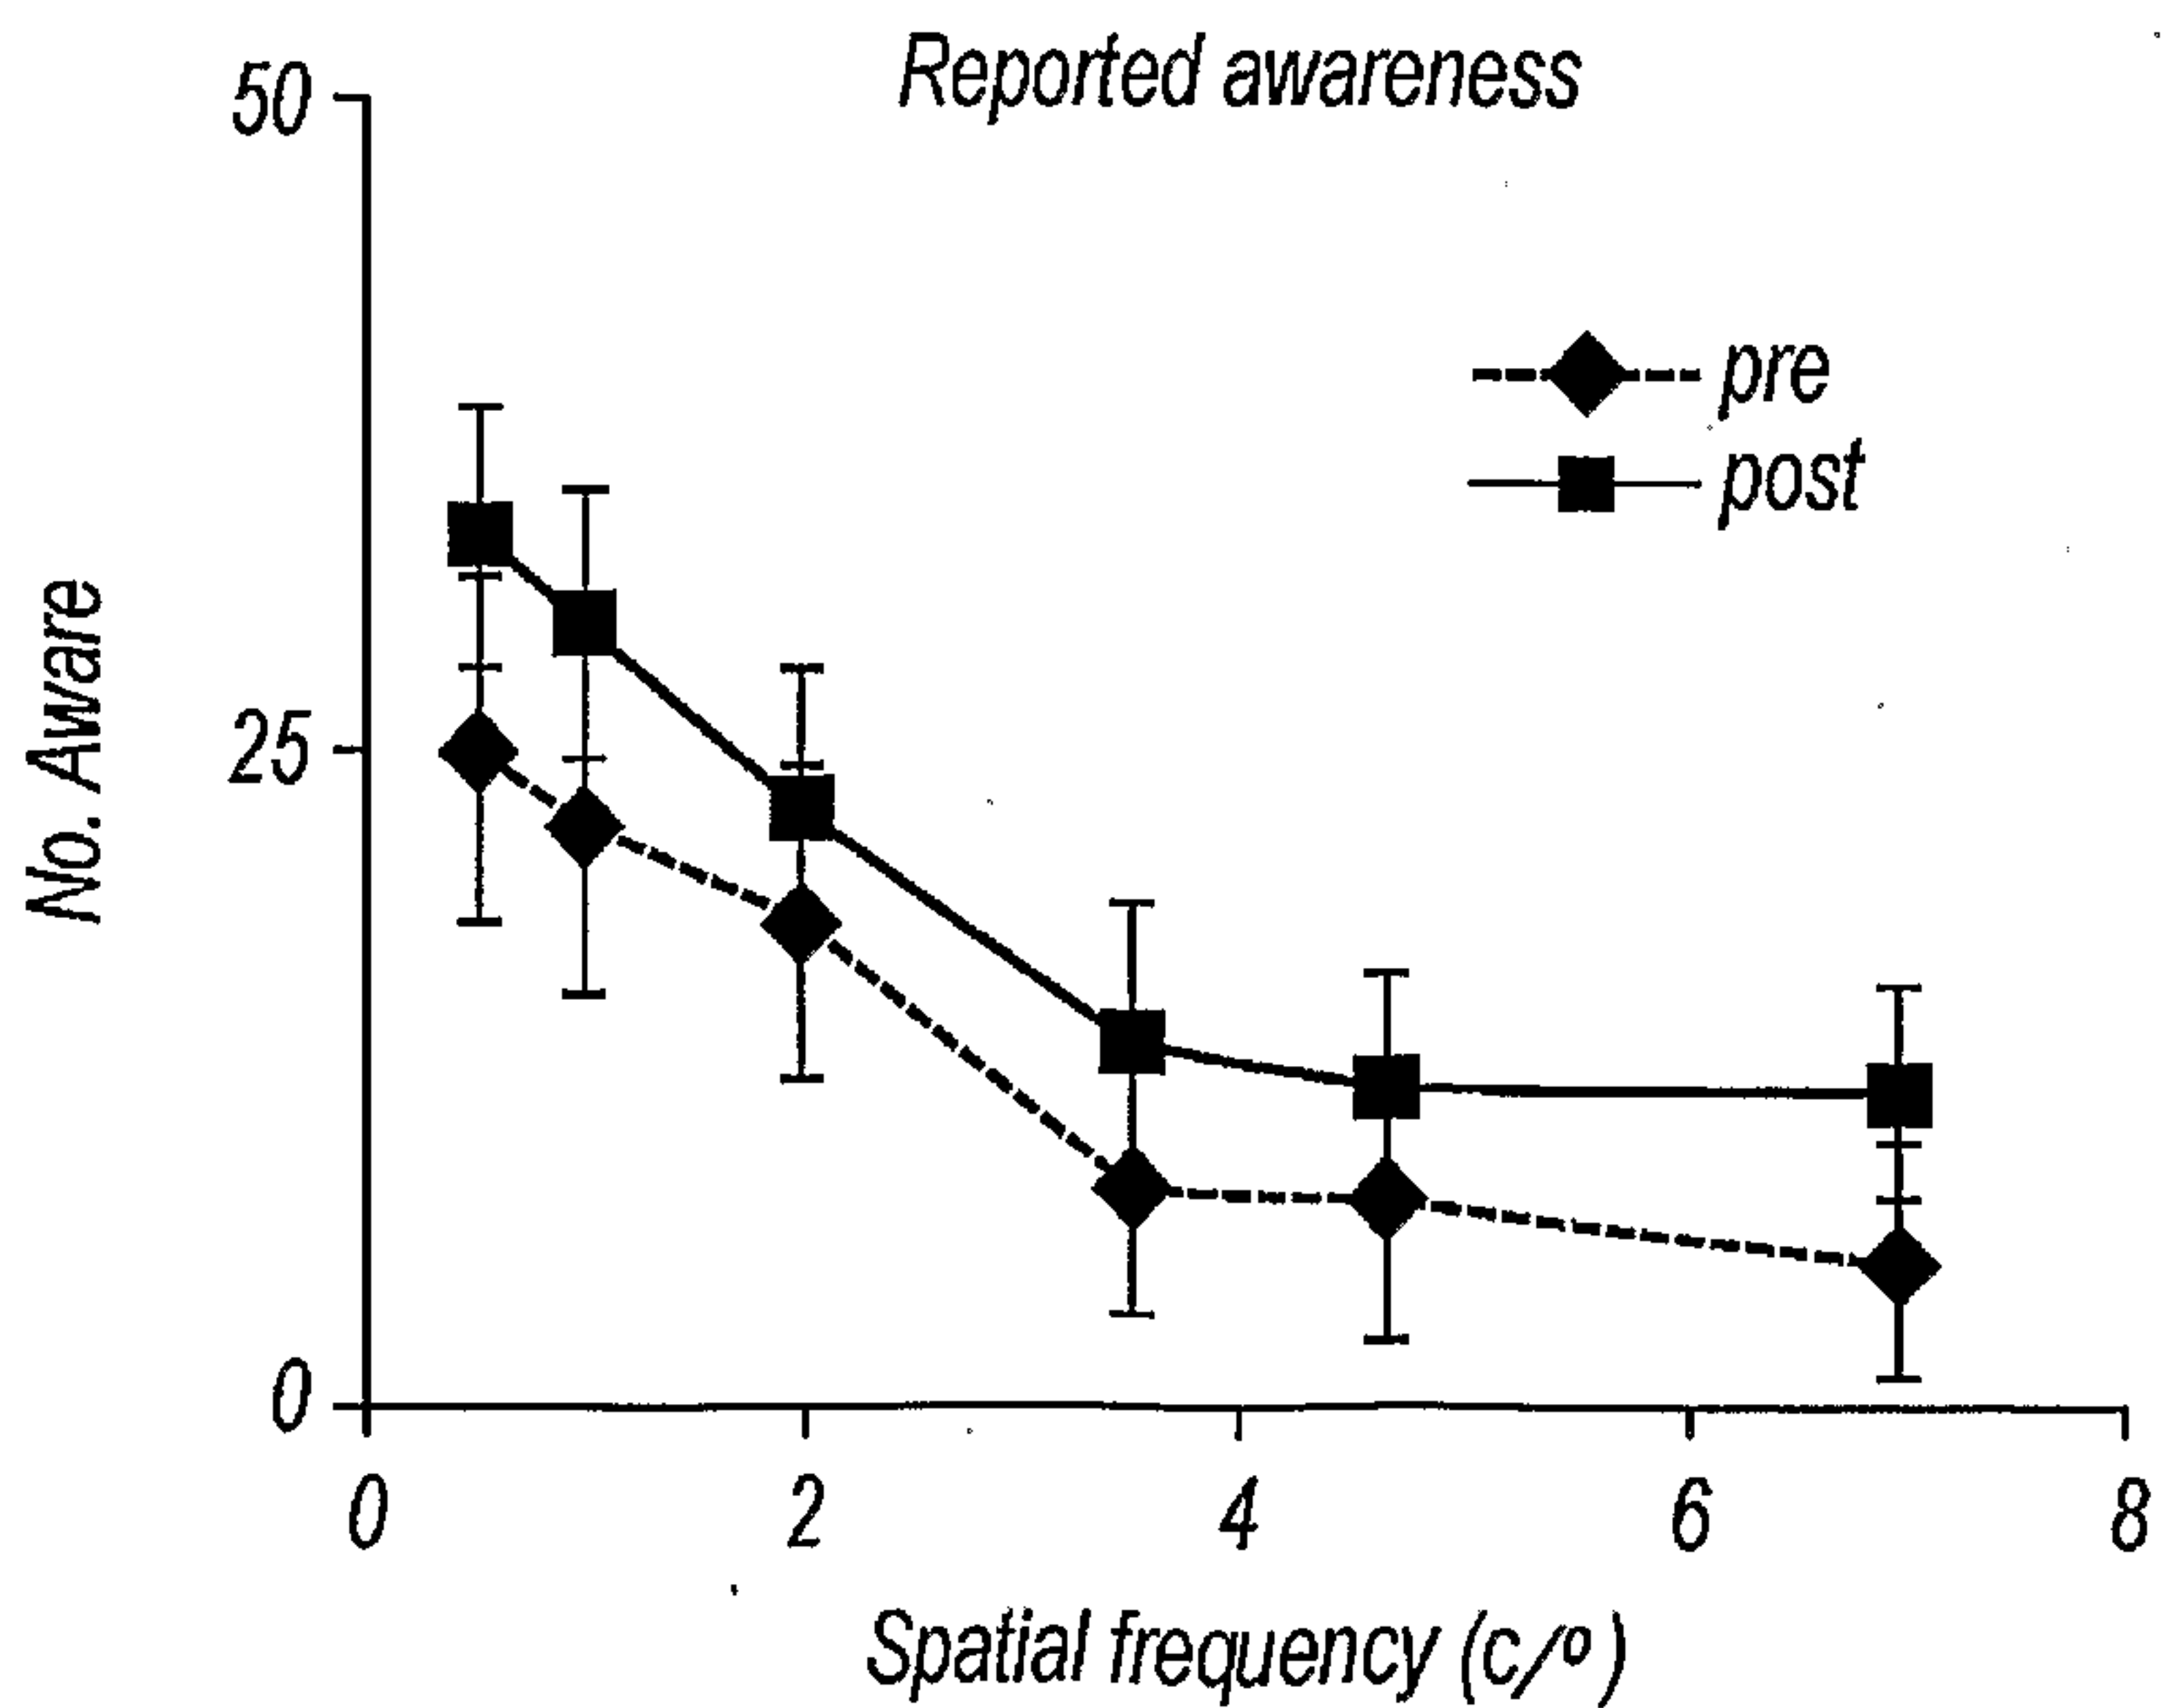 Reported awareness
50
25
0
No. Aware
pre
post
0 2 4 6 8
Spatial frequency (c/º)